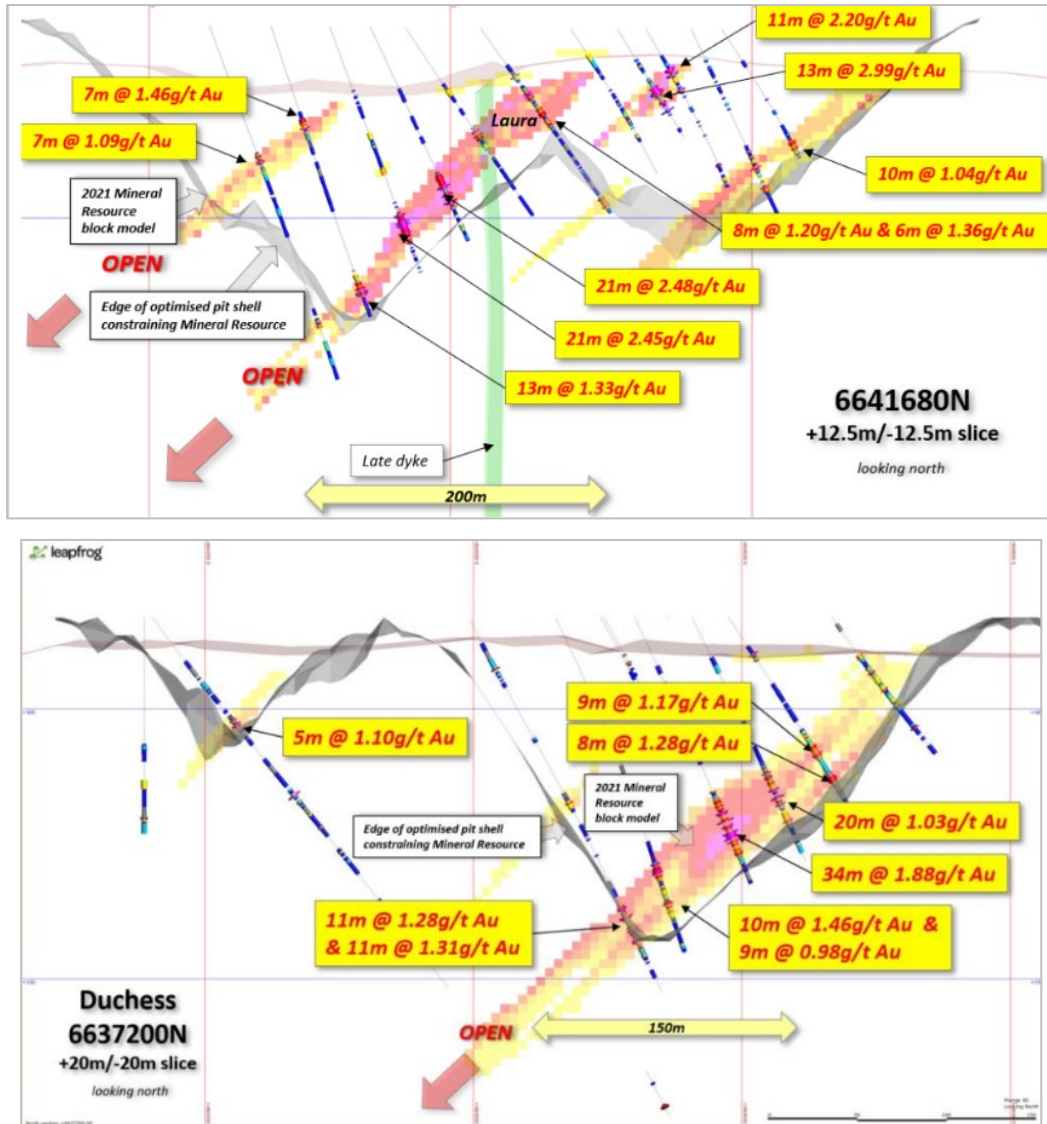 11m @ 2.20g/t Au
13m @ 2.99g/t Au
7m @ 1.46g/t Au
7m @ 1.09g/t Au
Laura
10m @ 1.04g/t Au
2021 Mineral
Resource
block model
8m @ 1.20g/t Au & 6m @ 1.36g/t Au
OPEN
21m @ 2.48g/t Au
Edge of optimised pit shell
constraining Mineral Resource
21m @ 2.45g/t Au
OPEN
13m @ 1.33g/t Au
6641680N
+12.5m/-12.5m slice
looking north
Late dyke
200m
leapfrog
9m @ 1.17g/t Au
5m @ 1.10g/t Au
8m @ 1.28g/t Au
2021 Mineral
Resource
block model
Edge of optimised pit shell
constraining Mineral Resource
20m @ 1.03g/t Au
34m @ 1.88g/t Au
11m @ 1.28g/t Au
& 11m @ 1.31g/t Au
10m @ 1.46g/t Au &
9m @ 0.98g/t Au
Duchess
6637200N
+20m/-20m slice
looking north
OPEN
150m